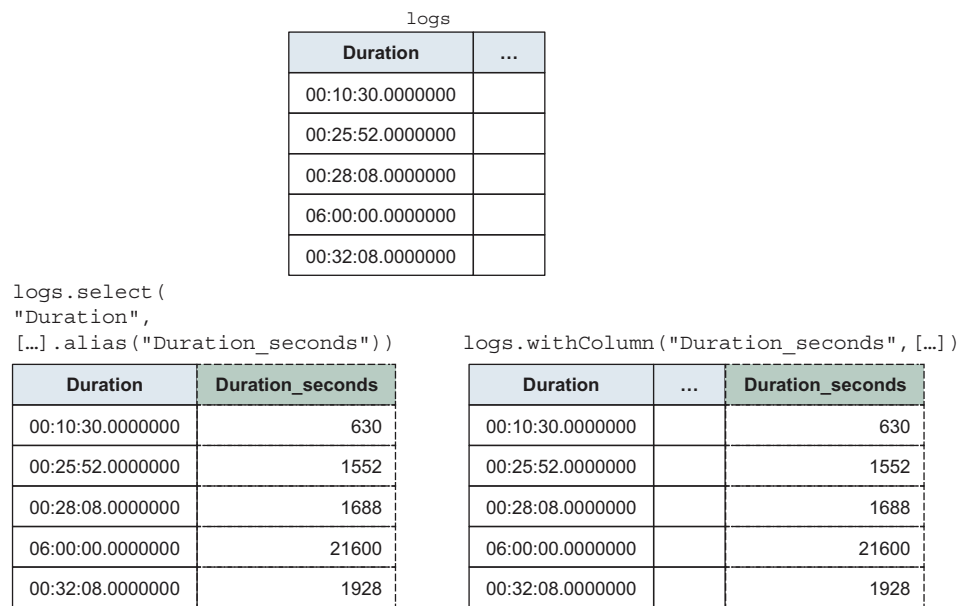 logs
Duration …
00:10:30.0000000
00:25:52.0000000
00:28:08.0000000
06:00:00.0000000
00:32:08.0000000
logs.select(
"Duration",
[…].alias("Duration_seconds"))
Duration Duration_seconds
00:10:30.0000000 630
00:25:52.0000000 1552
00:28:08.0000000 1688
06:00:00.0000000 21600
00:32:08.0000000 1928
logs.withColumn("Duration_seconds",[…])
Duration … Duration_seconds
00:10:30.0000000 630
00:25:52.0000000 1552
00:28:08.0000000 1688
06:00:00.0000000 21600
00:32:08.0000000 1928